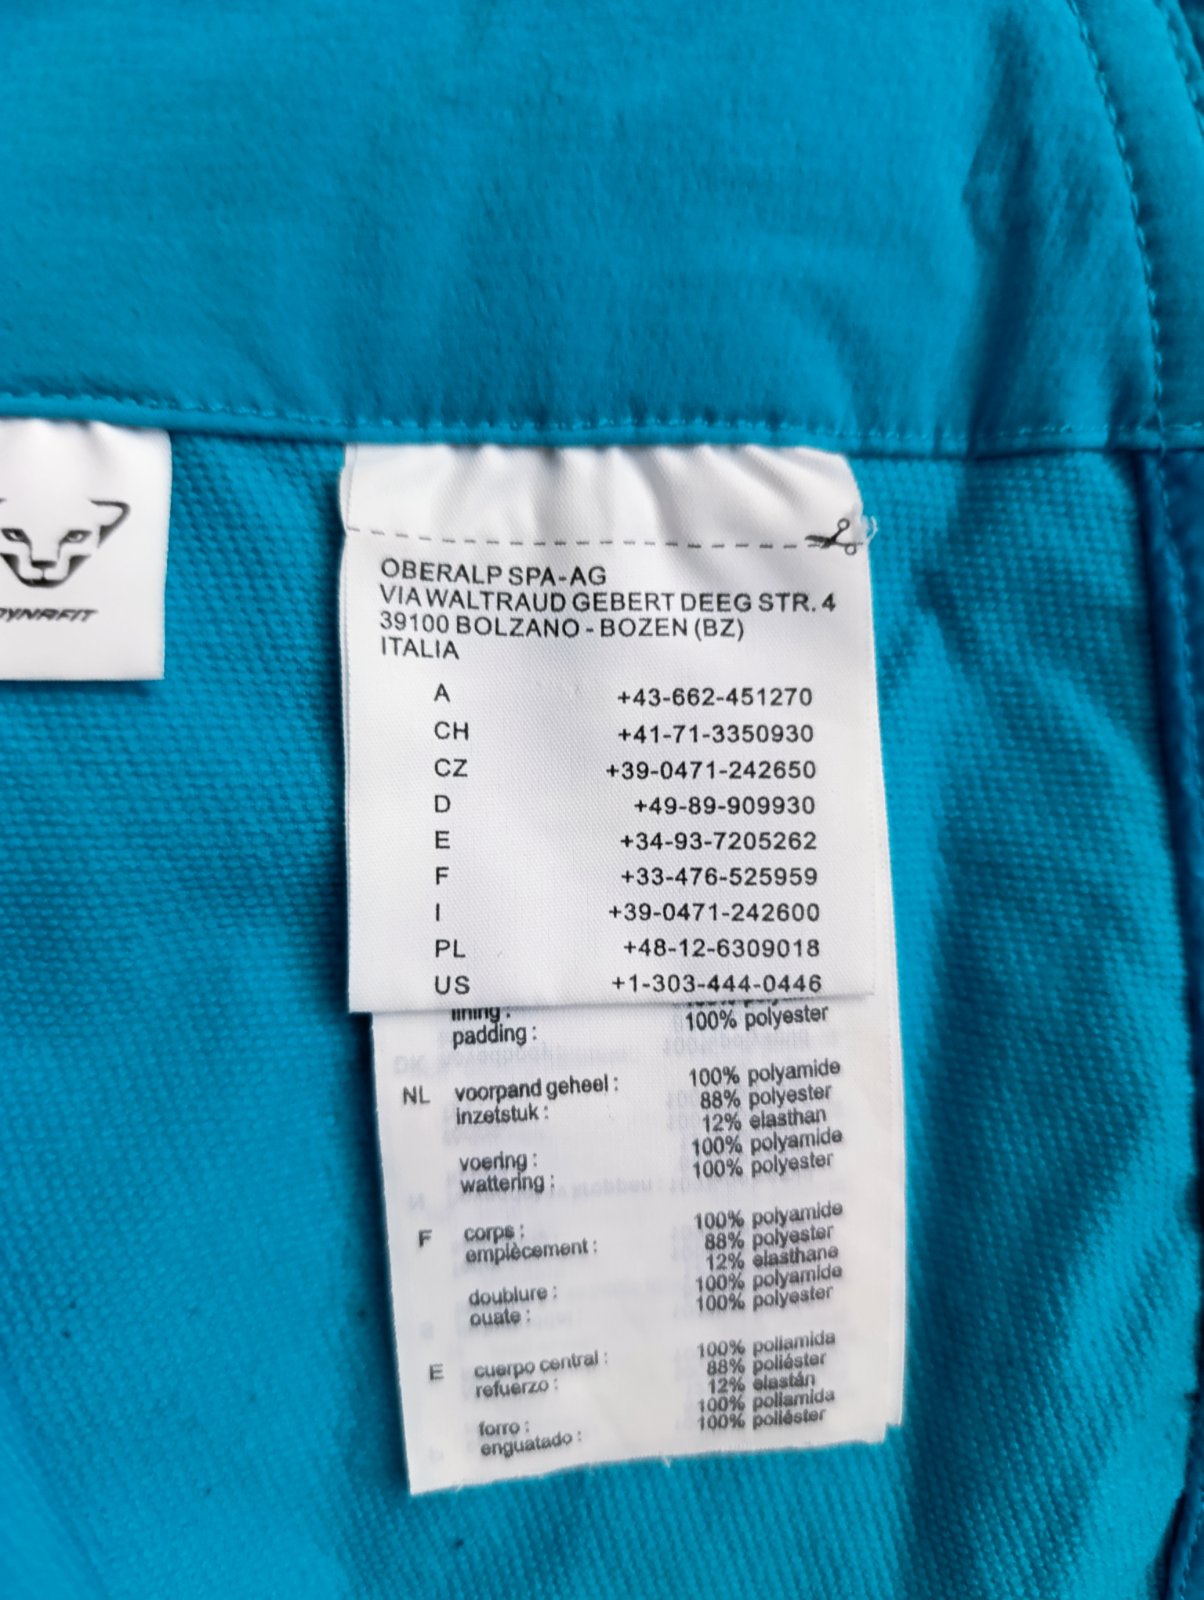 DYNAFIT
OBERALP SPA-AG
VIA WALTRAUD GEBERT DEEG STR. 4
39100 BOLZANO - BOZEN (BZ)
ITALIA
A +43-662-451270
CH +41-71-3350930
CZ +39-0471-242650
D +49-89-909930
E +34-93-7205262
F +33-476-525959
I +39-0471-242600
PL +48-12-6309018
US +1-303-444-0446
lining :
padding : 100% polyester
NL voorpand geheel : 100% polyamide
inzetstuk : 88% polyester
12% elasthan
voering : 100% polyamide
wattering : 100% polyester
F corps : 100% polyamide
emplècement : 88% polyester
12% elasthane
doublure : 100% polyamide
ouate : 100% polyester
E cuerpo central : 100% poliamida
refuerzo : 88% poliéster
12% elastán
forro : 100% poliamida
enguatado : 100% poliéster